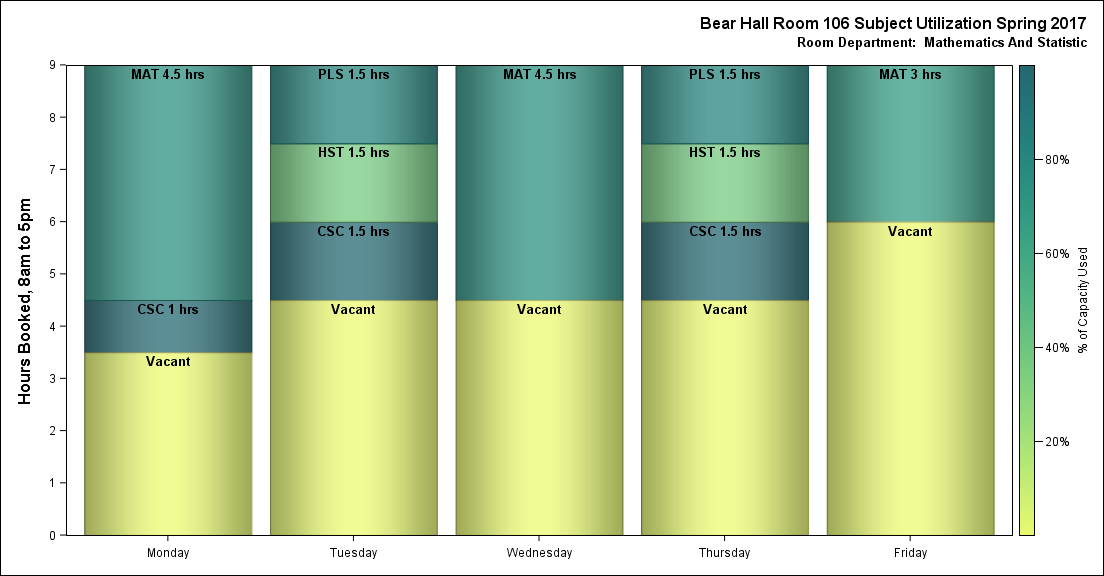 Bear Hall Room 106 Subject Utilization Spring 2017
Room Department:  Mathematics And Statistic
Hours Booked, 8am to 5pm
9
8
7
6
5
4
3
2
1
0
MAT 4.5 hrs
CSC 1 hrs
Vacant
PLS 1.5 hrs
HST 1.5 hrs
CSC 1.5 hrs
Vacant
MAT 4.5 hrs
Vacant
PLS 1.5 hrs
HST 1.5 hrs
CSC 1.5 hrs
Vacant
MAT 3 hrs
Vacant
Monday
Tuesday
Wednesday
Thursday
Friday
80%
60%
40%
20%
% of Capacity Used